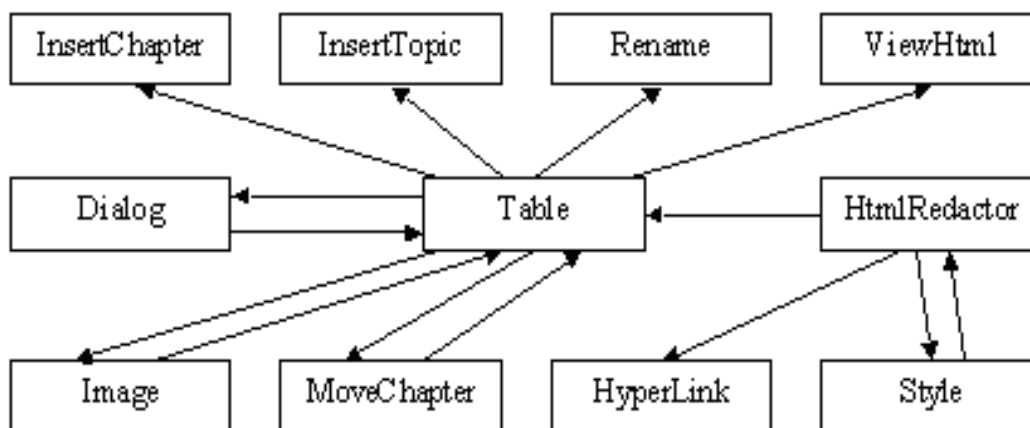 InsertChapter
InsertTopic
Rename
ViewHtml
Dialog
Table
HtmlRedactor
Image
MoveChapter
HyperLink
Style